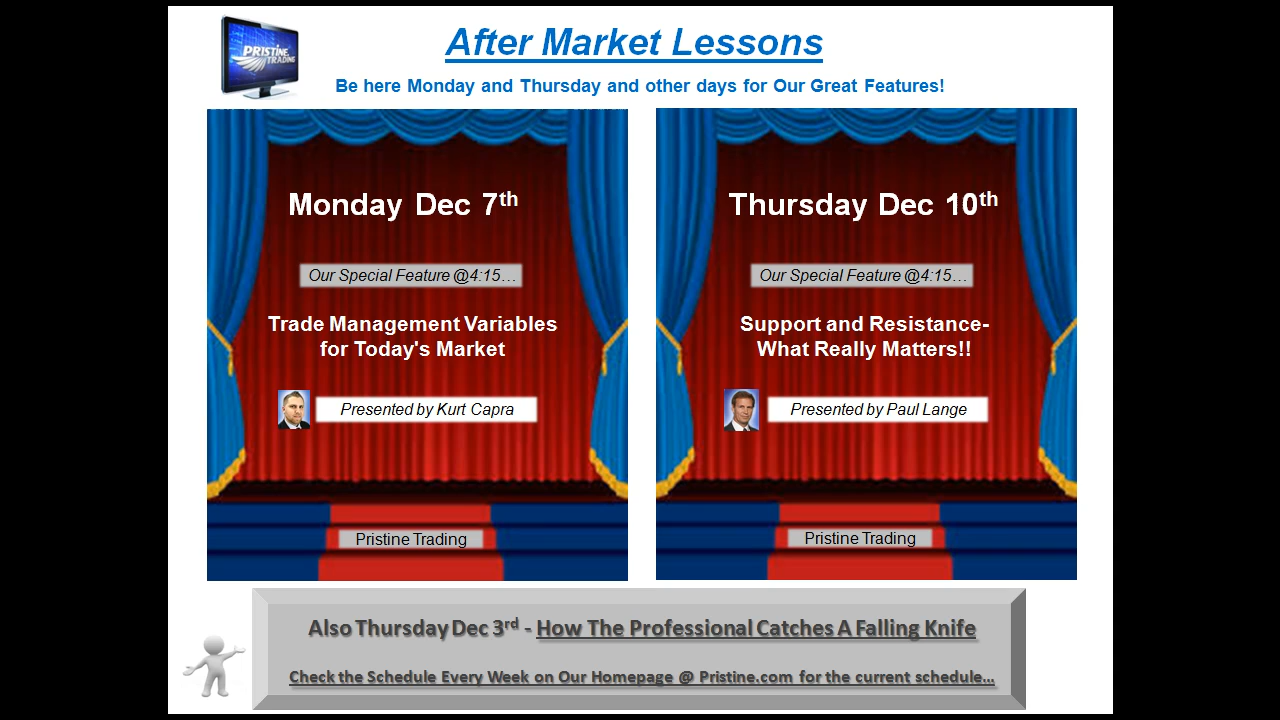 PRISTINE
TRADING
After Market Lessons
Be here Monday and Thursday and other days for Our Great Features!
Monday Dec 7th
Our Special Feature @4:15…
Trade Management Variables
for Today's Market
Presented by Kurt Capra
Pristine Trading
Thursday Dec 10th
Our Special Feature @4:15…
Support and Resistance-
What Really Matters!!
Presented by Paul Lange
Pristine Trading
Also Thursday Dec 3rd - How The Professional Catches A Falling Knife
Check the Schedule Every Week on Our Homepage @ Pristine.com for the current schedule…